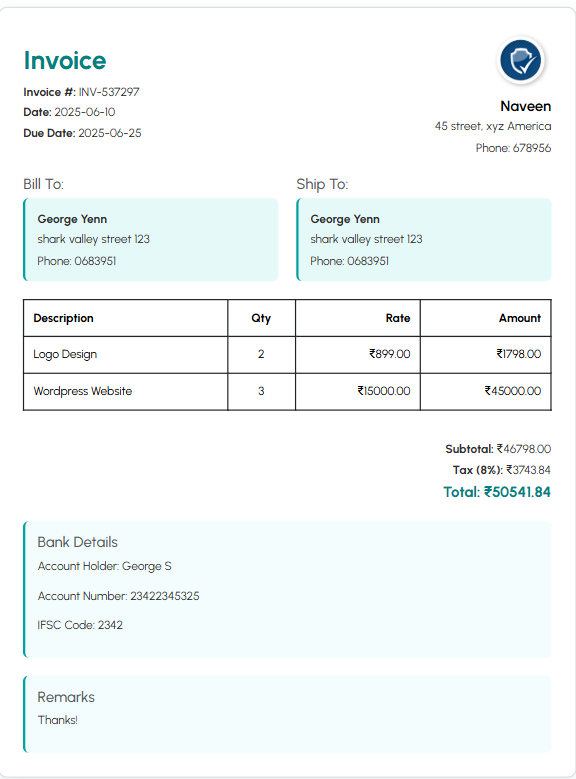 Invoice
Invoice #: INV-537297
Date: 2025-06-10
Due Date: 2025-06-25
Naveen
45 street, xyz America
Phone: 678956
Bill To:
George Yenn
shark valley street 123
Phone: 0683951
Ship To:
George Yenn
shark valley street 123
Phone: 0683951
Description Qty Rate Amount
Logo Design 2 ₹899.00 ₹1798.00
Wordpress Website 3 ₹15000.00 ₹45000.00
Subtotal: ₹46798.00
Tax (8%): ₹3743.84
Total: ₹50541.84
Bank Details
Account Holder: George S
Account Number: 23422345325
IFSC Code: 2342
Remarks
Thanks!